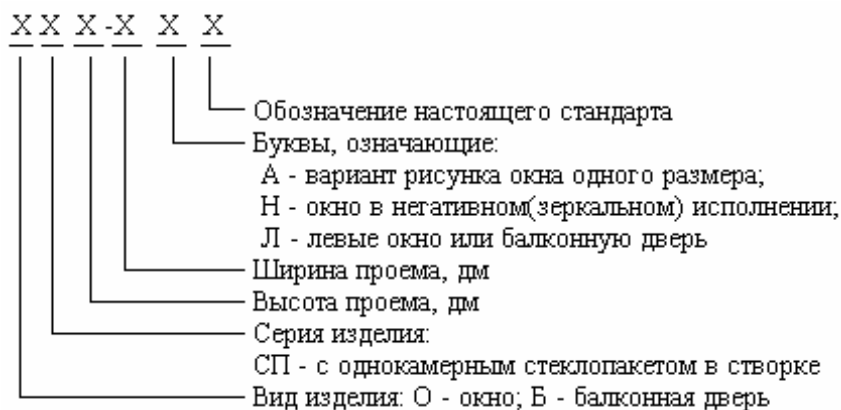 X X X - X X X
Обозначение настоящего стандарта
Буквы, означающие:
А - вариант рисунка окна одного размера;
Н - окно в негативном(зеркальном) исполнении;
Л - левые окно или балконную дверь
Ширина проема, дм
Высота проема, дм
Серия изделия:
СП - с однокамерным стеклопакетом в створке
Вид изделия: О - окно; Б - балконная дверь